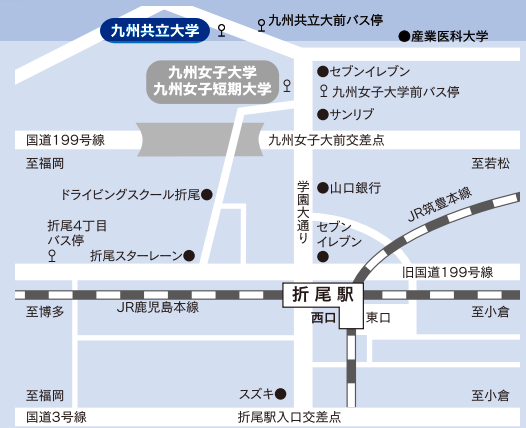 九州共立大学
九州共立大前バス停
産業医科大学
九州女子大学
九州女子短期大学
セブンイレブン
九州女子大学前バス停
サンリブ
国道199号線
九州女子大前交差点
至福岡
至若松
学園大通り
山口銀行
JR筑豊本線
ドライビングスクール折尾
折尾4丁目
バス停
セブン
イレブン
折尾スターレーン
旧国道199号線
折尾駅
至博多
JR鹿児島本線
西口
東口
至小倉
至福岡
スズキ
至小倉
国道3号線
折尾駅入口交差点